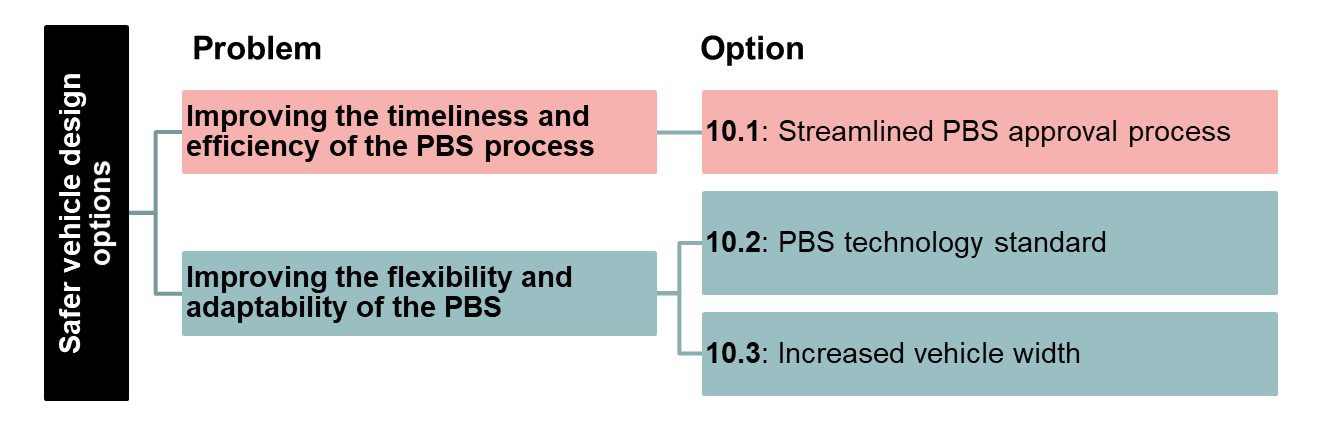 Safer vehicle design
options
Problem
Option
Improving the timeliness and
efficiency of the PBS process
10.1: Streamlined PBS approval process
Improving the flexibility and
adaptability of the PBS
10.2: PBS technology standard
10.3: Increased vehicle width